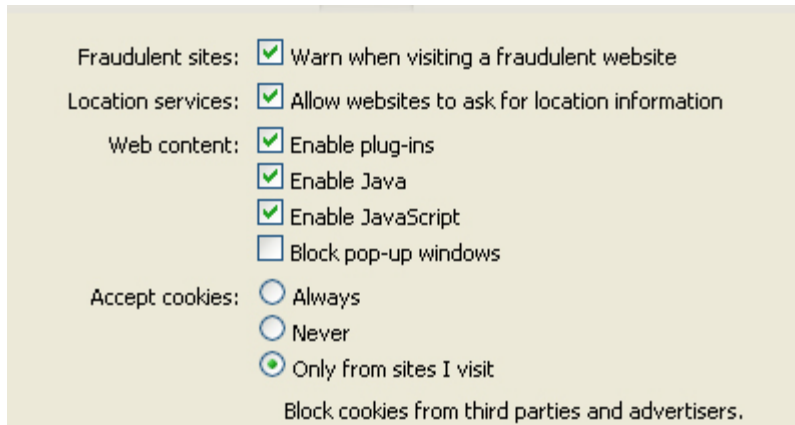 Fraudulent sites: Warn when visiting a fraudulent website
Location services: Allow websites to ask for location information
Web content: Enable plug-ins
Enable Java
Enable JavaScript
Block pop-up windows
Accept cookies: Always
Never
Only from sites I visit
Block cookies from third parties and advertisers.